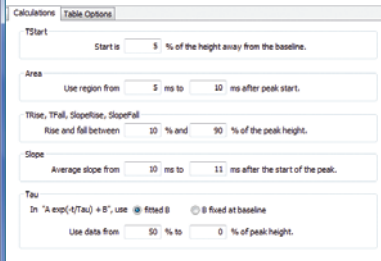 Calculations Table Options
TStart
Start is 5 % of the height away from the baseline.
Area
Use region from 5 ms to 10 ms after peak start.
TRise, TFall, SlopeRise, SlopeFall
Rise and fall between 10 % and 90 % of the peak height.
Slope
Average slope from 10 ms to 11 ms after the start of the peak.
Tau
In "A exp(-t/Tau) + B", use fitted B B fixed at baseline
Use data from 50 % to 0 % of peak height.